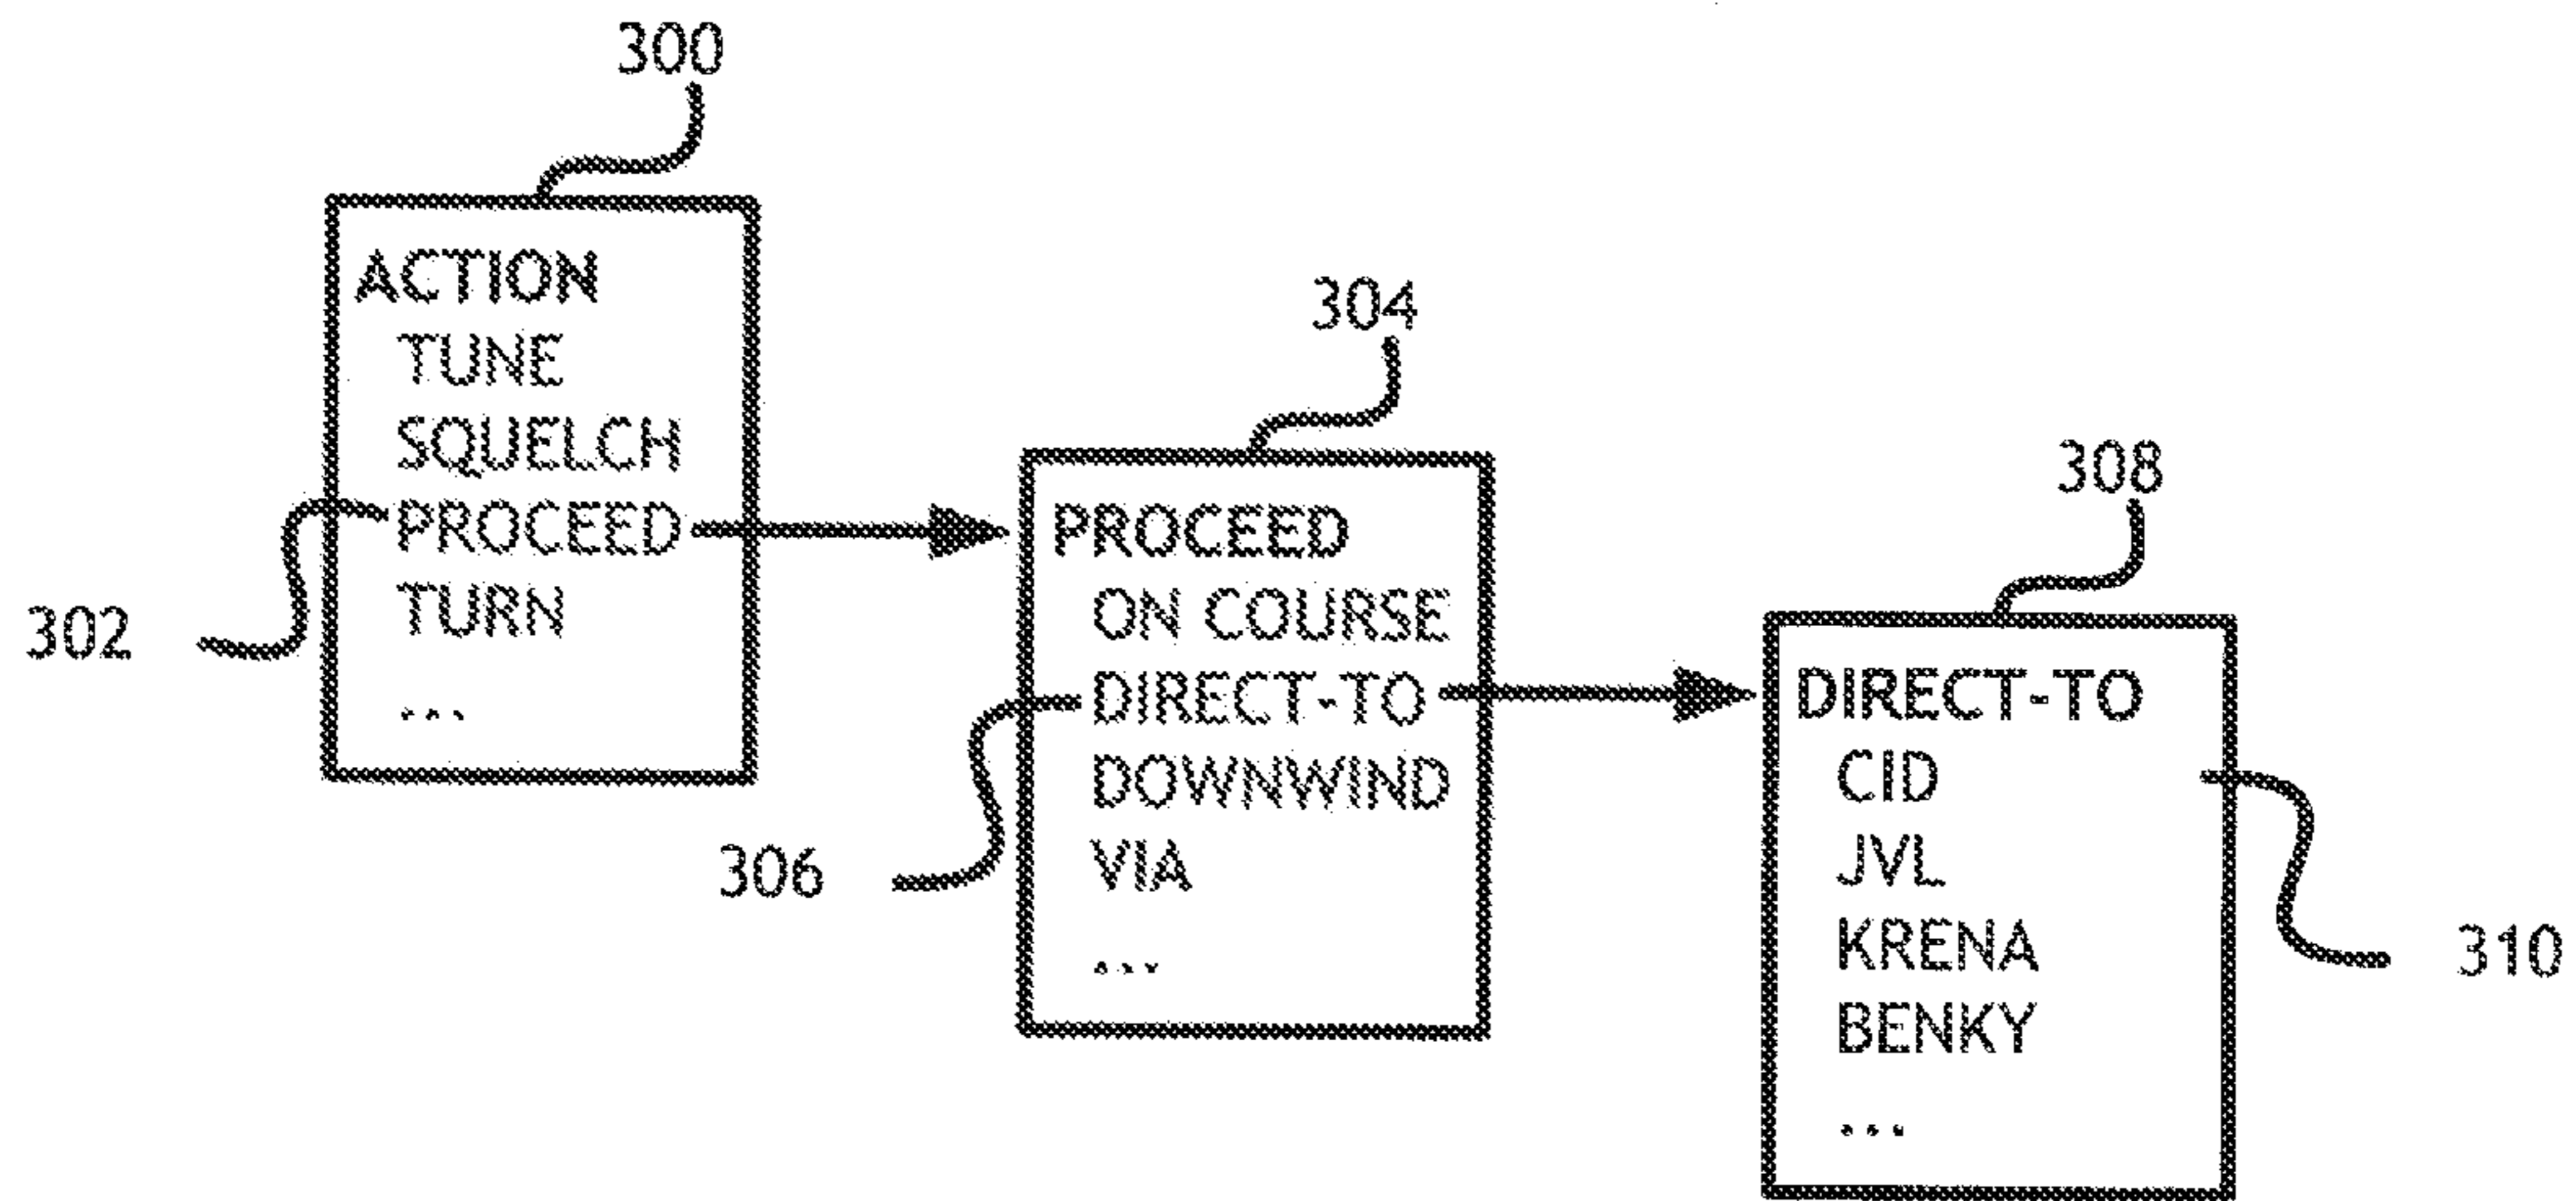 300
ACTION
TUNE
SQUELCH
PROCEED
TURN
...
302
304
PROCEED
ON COURSE
DIRECT-TO
DOWNWIND
VIA
...
306
308
DIRECT-TO
CID
JVL
KRENA
BENKY
...
310